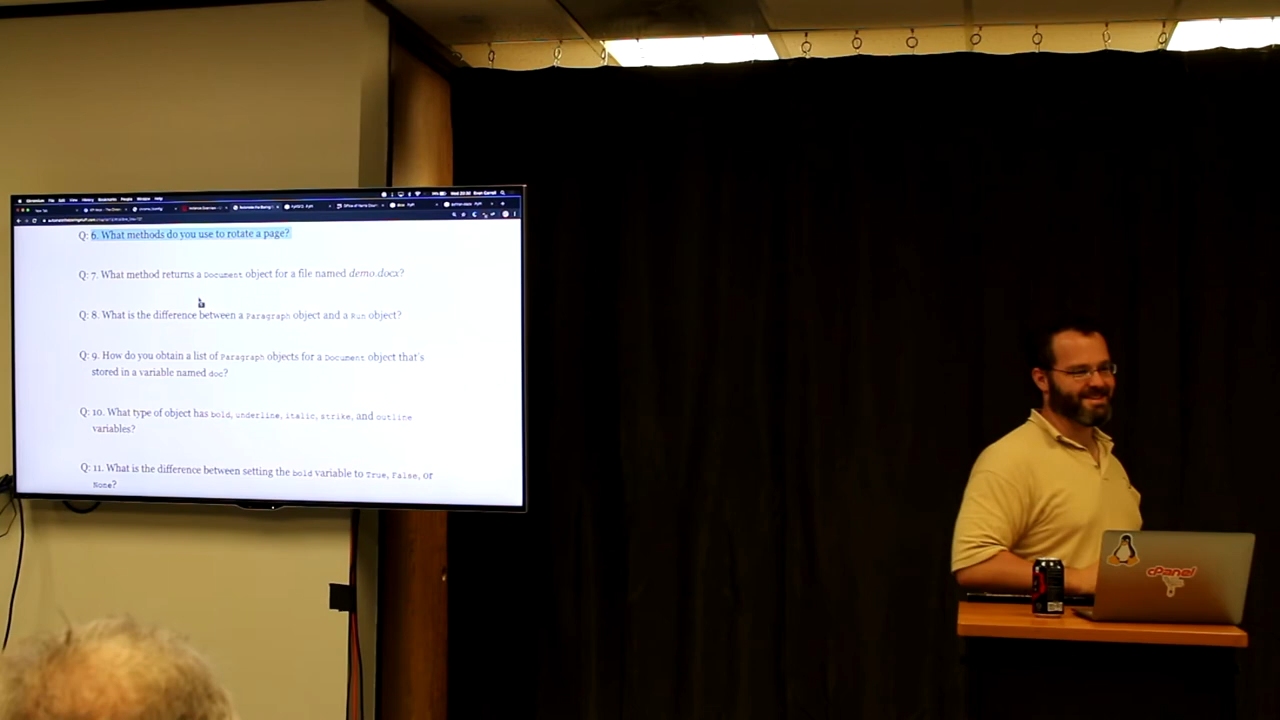 Q: 6. What methods do you use to rotate a page?
Q: 7. What method returns a Document object for a file named demo.docx?
Q: 8. What is the difference between a Paragraph object and a Run object?
Q: 9. How do you obtain a list of Paragraph objects for a Document object that's
stored in a variable named doc?
Q: 10. What type of object has bold, underline, italic, strike, and outline
variables?
Q: 11. What is the difference between setting the bold variable to True, False, or
None?
cPanel